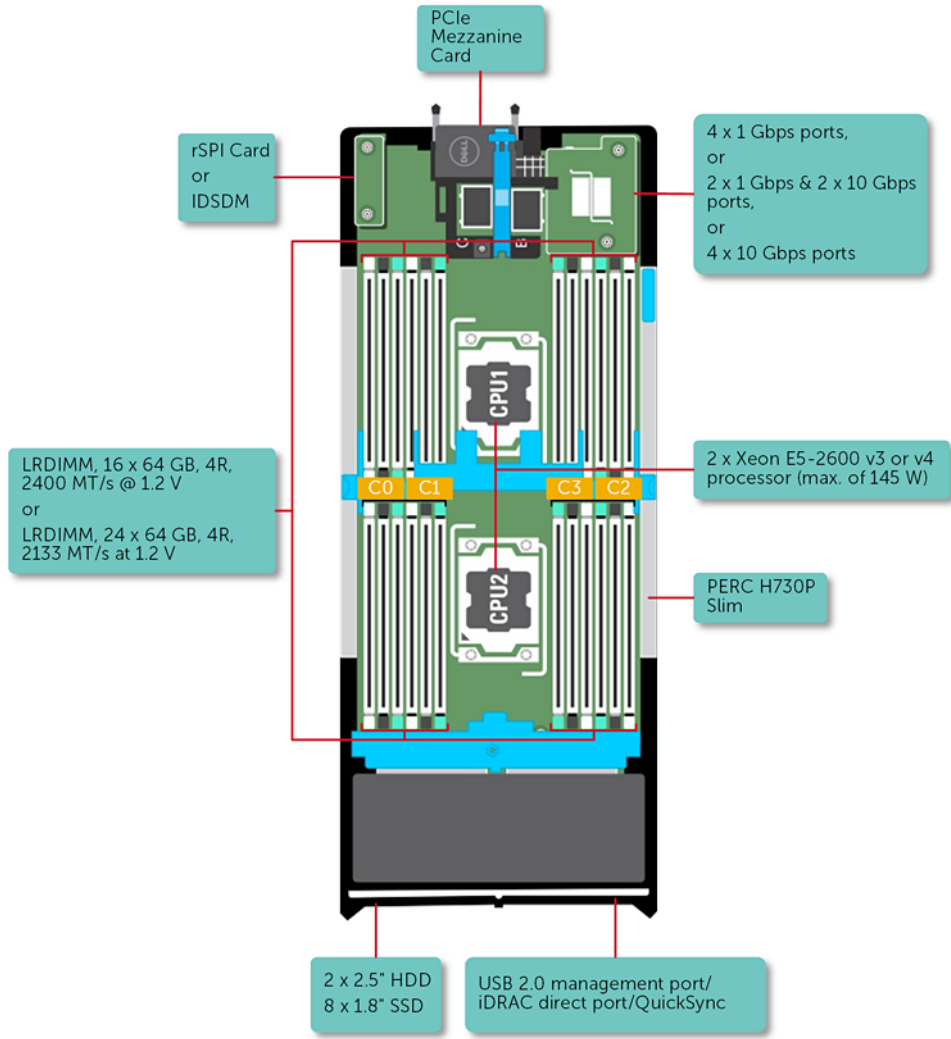 PCIe
Mezzanine
Card
rSPI Card
or
IDSDM
4 x 1 Gbps ports,
or
2 x 1 Gbps & 2 x 10 Gbps
ports,
or
4 x 10 Gbps ports
DELL
C
B
CPU1
LRDIMM, 16 x 64 GB, 4R,
2400 MT/s @ 1.2 V
or
LRDIMM, 24 x 64 GB, 4R,
2133 MT/s at 1.2 V
C0 C1 C3 C2
2 x Xeon E5-2600 v3 or v4
processor (max. of 145 W)
CPU2
PERC H730P
Slim
2 x 2.5" HDD
8 x 1.8" SSD
USB 2.0 management port/
iDRAC direct port/QuickSync